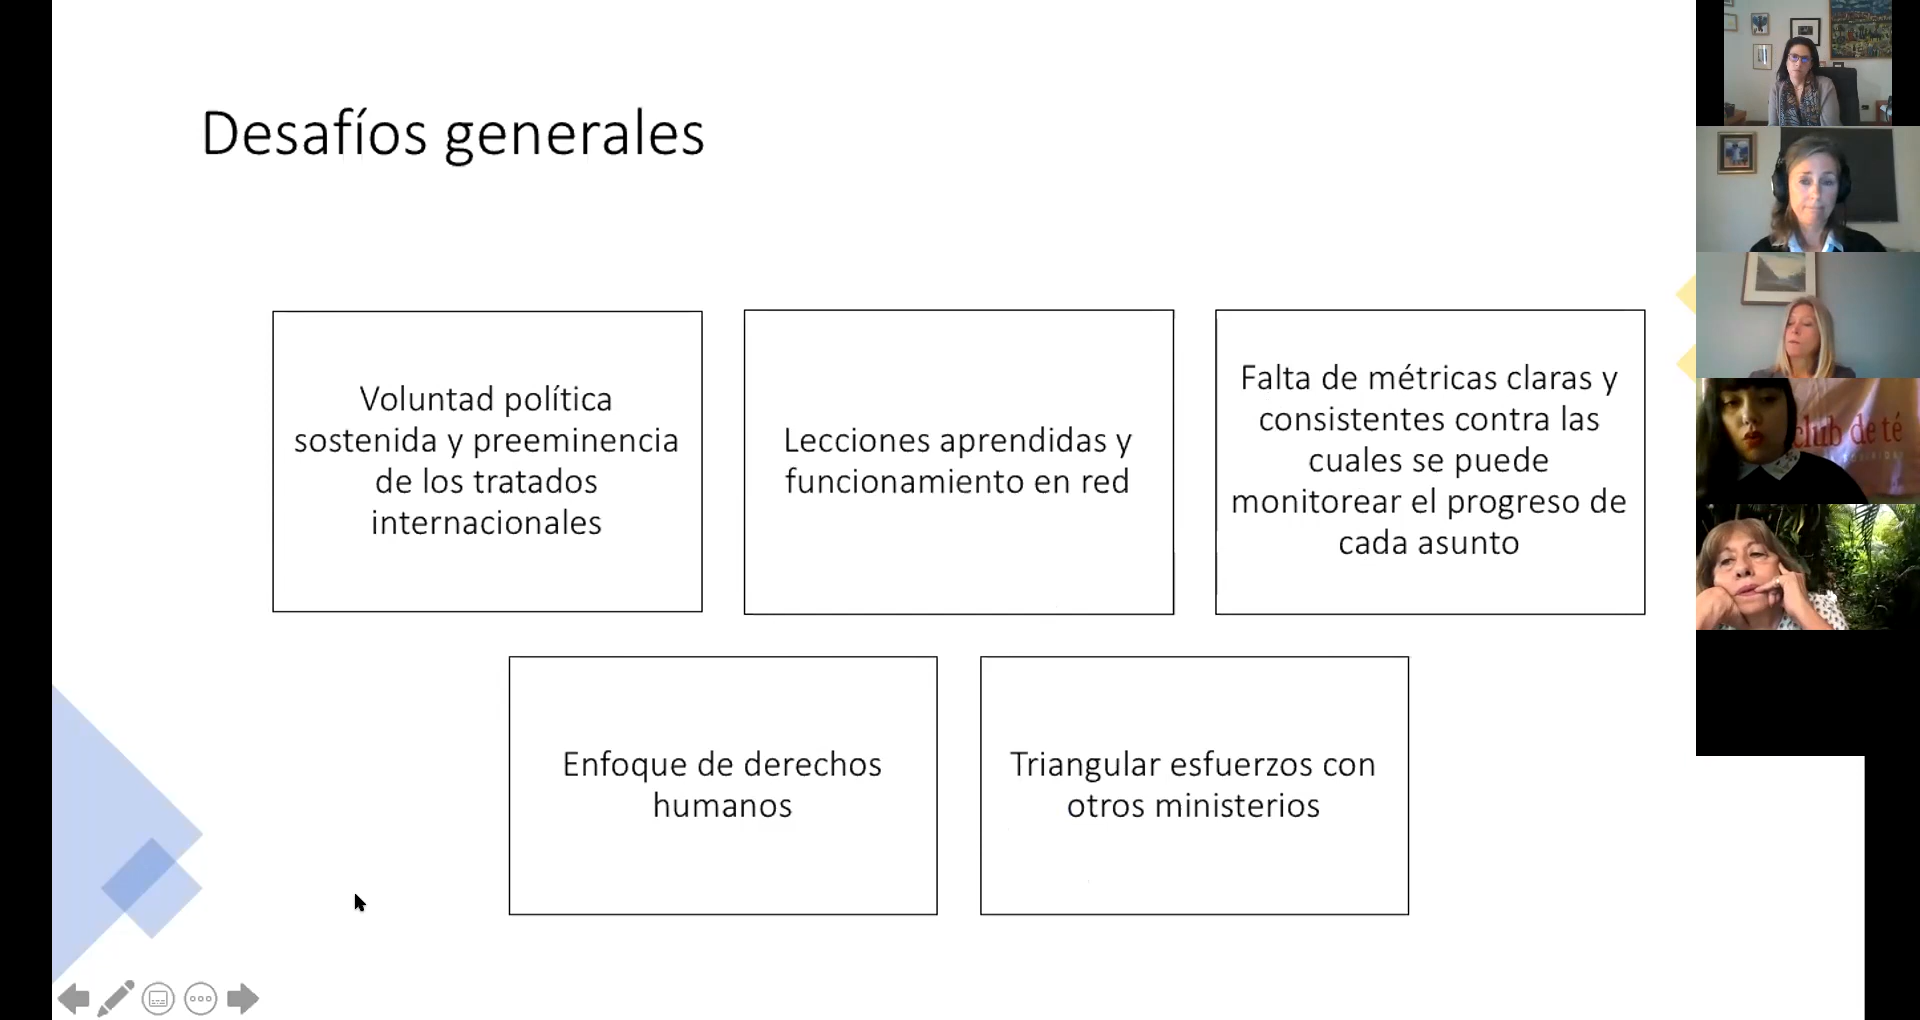 Desafíos generales
Voluntad política
sostenida y preeminencia
de los tratados
internacionales
Lecciones aprendidas y
funcionamiento en red
Falta de métricas claras y
consistentes contra las
cuales se puede
monitorear el progreso de
cada asunto
Enfoque de derechos
humanos
Triangular esfuerzos con
otros ministerios
club de té